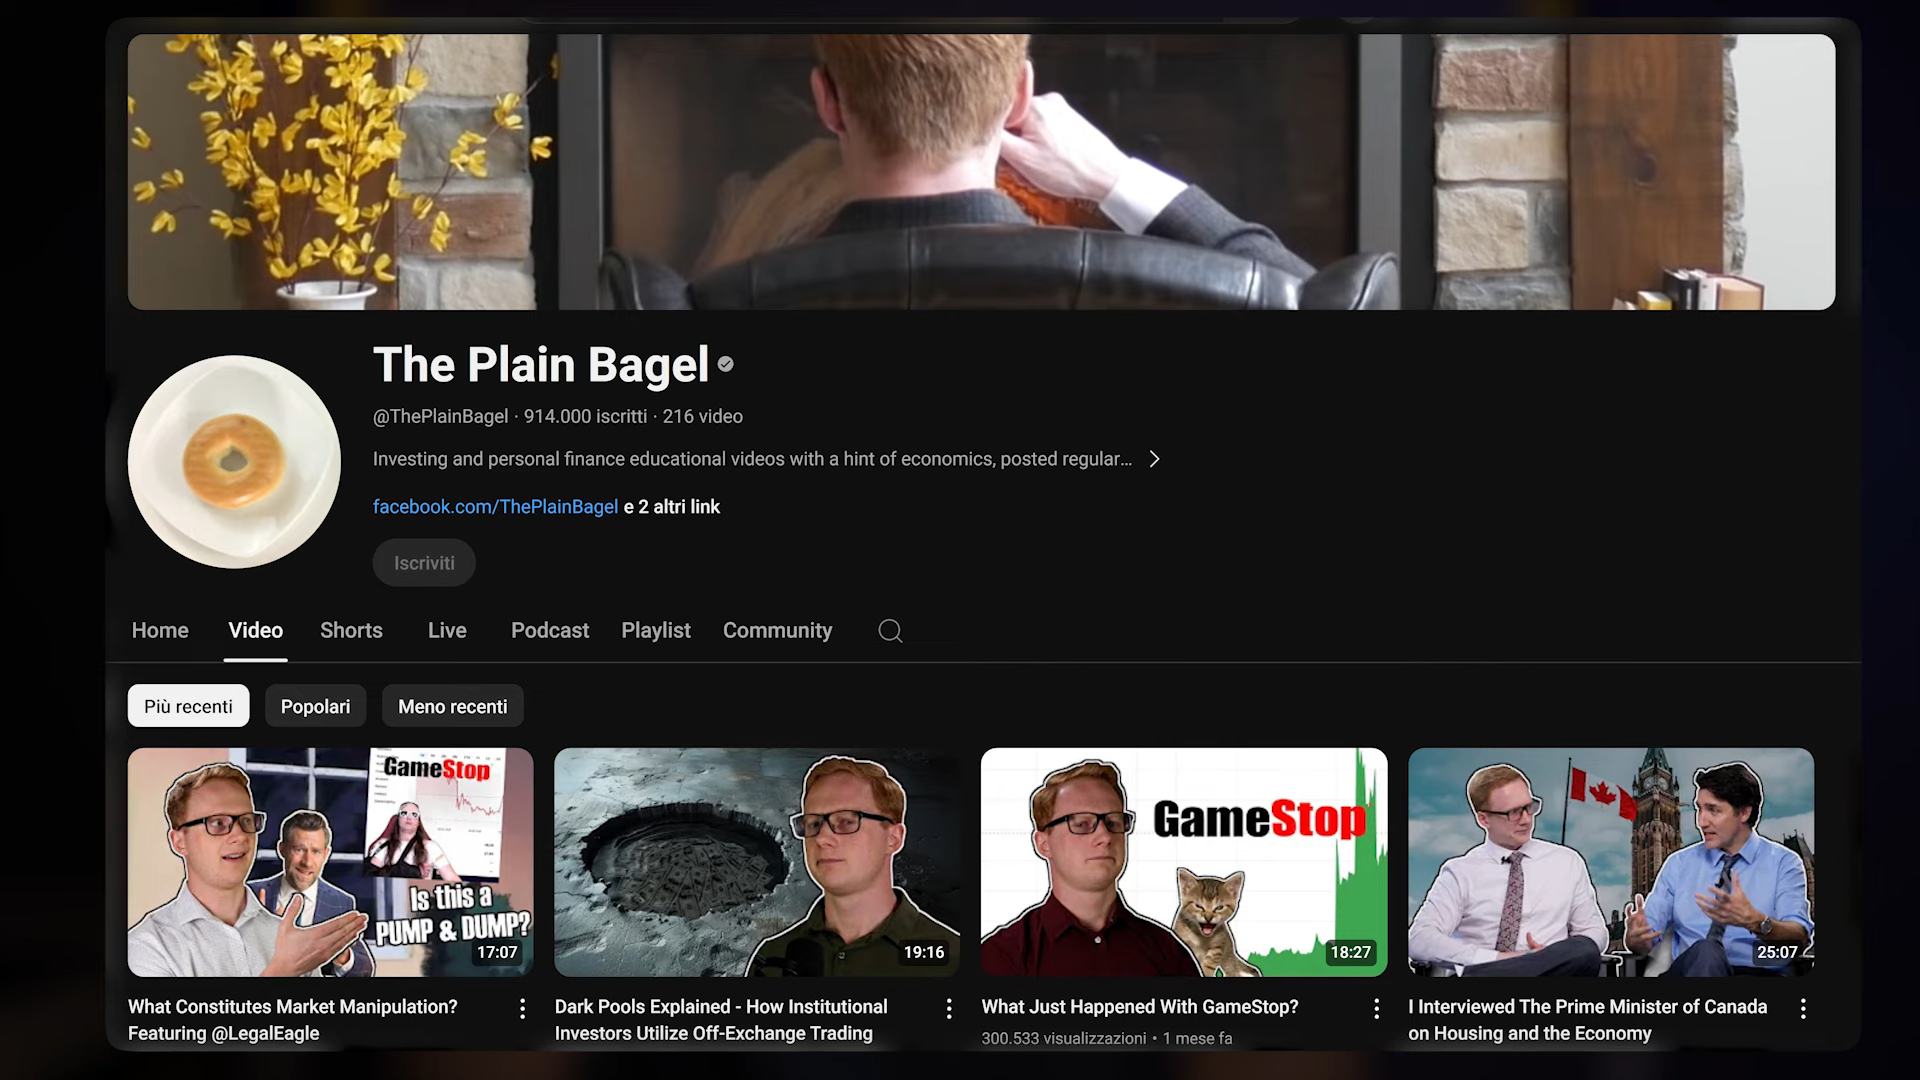 The Plain Bagel
@ThePlainBagel · 914.000 iscritti · 216 video
Investing and personal finance educational videos with a hint of economics, posted regular...
facebook.com/ThePlainBagel e 2 altri link
Iscriviti
Home Video Shorts Live Podcast Playlist Community
Più recenti Popolari Meno recenti
GameStop
Is this a
PUMP & DUMP?
17:07
19:16
GameStop
18:27
25:07
What Constitutes Market Manipulation?
Featuring @LegalEagle
Dark Pools Explained - How Institutional
Investors Utilize Off-Exchange Trading
What Just Happened With GameStop?
300.533 visualizzazioni • 1 mese fa
I Interviewed The Prime Minister of Canada
on Housing and the Economy